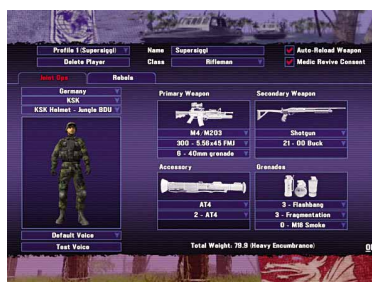 Profile 1 (Supersiggl)
Name Supersiggl
Auto-Reload Weapon
Delete Player
Class Rifleman
Medic Revive Consent
Joint Ops
Rebels
Germany
KSK
KSK Helmet - Jungle BDU
Default Voice
Test Voice
Primary Weapon
M4/M203
300 - 5.56x45 FMJ
6 - 40mm grenade
Secondary Weapon
Shotgun
21 - 00 Buck
Accessory
AT4
2 - AT4
Grenades
3 - Flashbang
3 - Fragmentation
0 - M18 Smoke
Total Weight: 79.9 (Heavy Encumbrance)